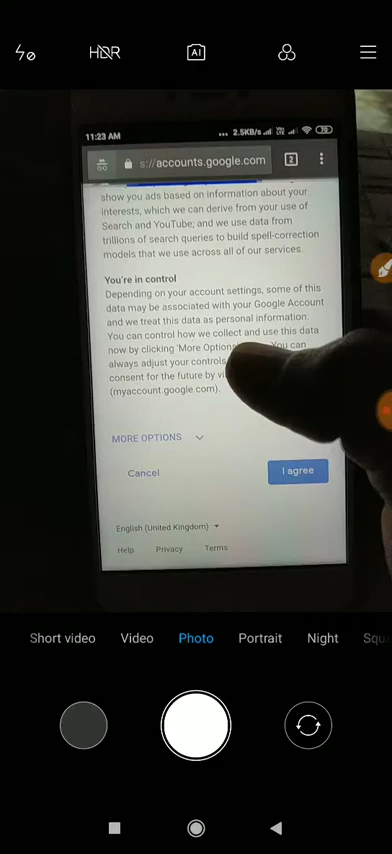 HDR
AI
11:23 AM
2.5KB/s
70
s://accounts.google.com
2
show you ads based on information about your
interests, which we can derive from your use of
Search and YouTube; and we use data from
trillions of search queries to build spell-correction
models that we use across all of our services.
You're in control
Depending on your account settings, some of this
data may be associated with your Google Account
and we treat this data as personal information.
You can control how we collect and use this data
now by clicking 'More Option You can
always adjust your controls
consent for the future by vi
(myaccount.google.com).
MORE OPTIONS
Cancel
I agree
English (United Kingdom)
Help Privacy Terms
Short video Video Photo Portrait Night Squ